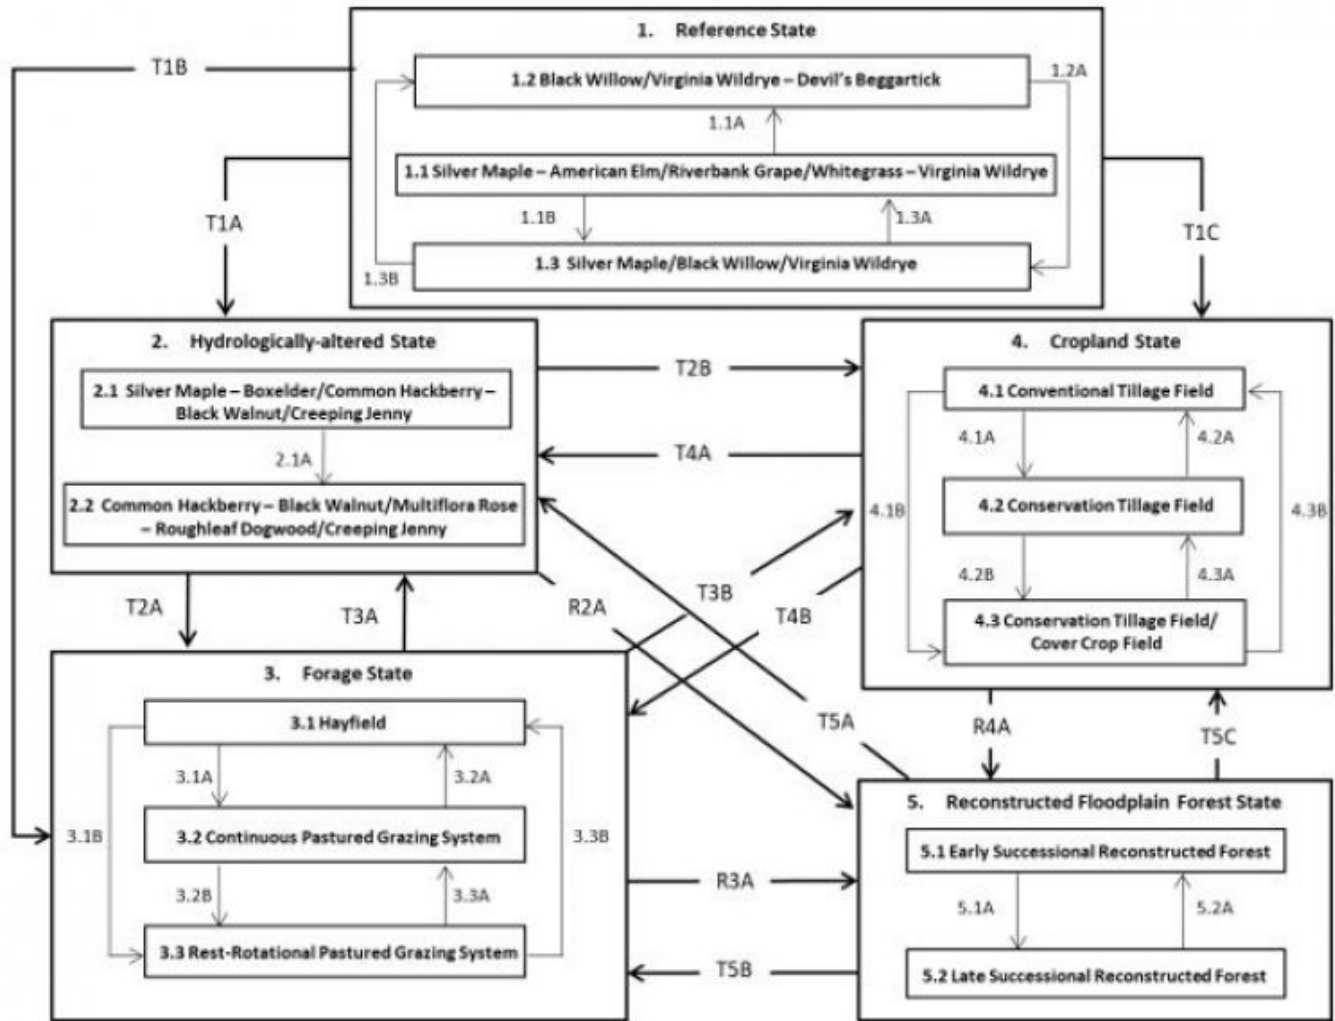 1. Reference State
T1B
1.2 Black Willow/Virginia Wildrye – Devil's Beggartick
1.2A
1.1A
1.1 Silver Maple – American Elm/Riverbank Grape/Whitegrass – Virginia Wildrye
T1A
1.1B
1.3A
T1C
1.3 Silver Maple/Black Willow/Virginia Wildrye
1.3B
2. Hydrologically-altered State
2.1 Silver Maple – Boxelder/Common Hackberry –
Black Walnut/Creeping Jenny
2.1A
2.2 Common Hackberry – Black Walnut/Multiflora Rose
– Roughleaf Dogwood/Creeping Jenny
T2B
T4A
4. Cropland State
4.1 Conventional Tillage Field
4.1A
4.2A
4.2 Conservation Tillage Field
4.1B
4.3B
4.2B
4.3A
4.3 Conservation Tillage Field/
Cover Crop Field
T2A
T3A
R2A
T3B
T4B
3. Forage State
3.1 Hayfield
3.1A
3.2A
3.1B
3.2 Continuous Pastured Grazing System
3.3B
3.2B
3.3A
3.3 Rest-Rotational Pastured Grazing System
T5A
R4A
T5C
R3A
T5B
5. Reconstructed Floodplain Forest State
5.1 Early Successional Reconstructed Forest
5.1A
5.2A
5.2 Late Successional Reconstructed Forest